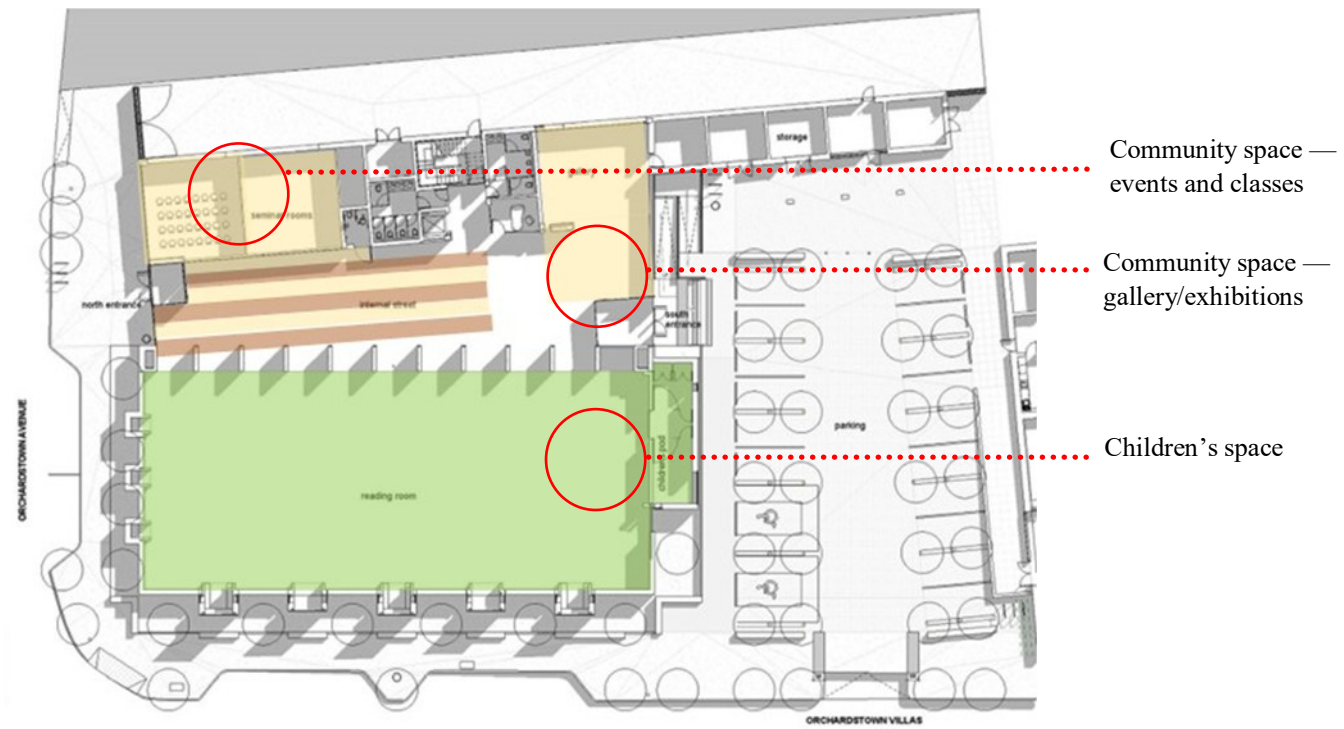 Community space —
events and classes
Community space —
gallery/exhibitions
Children’s space
storage
gallery
seminar rooms
north entrance
internal street
south
entrance
children's pod
parking
reading room
ORCHARDSTOWN AVENUE
ORCHARDSTOWN VILLAS